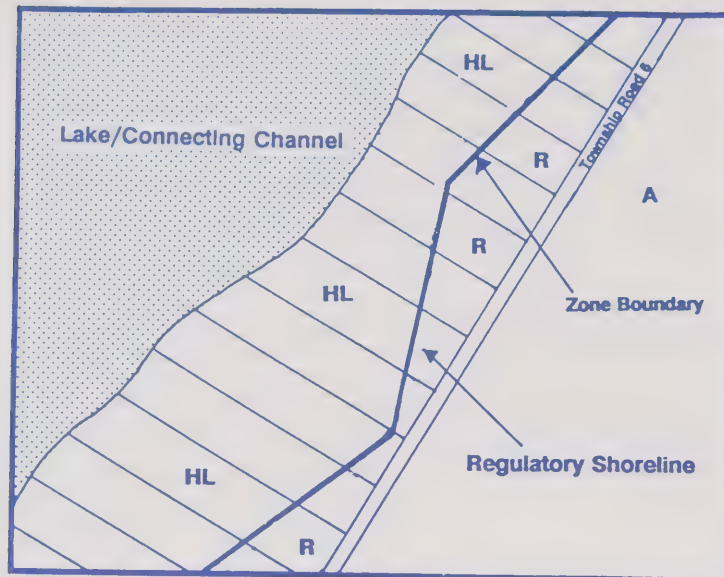 HL
Lake/Connecting Channel
Township Road 6
R
A
R
HL
Zone Boundary
Regulatory Shoreline
HL
R